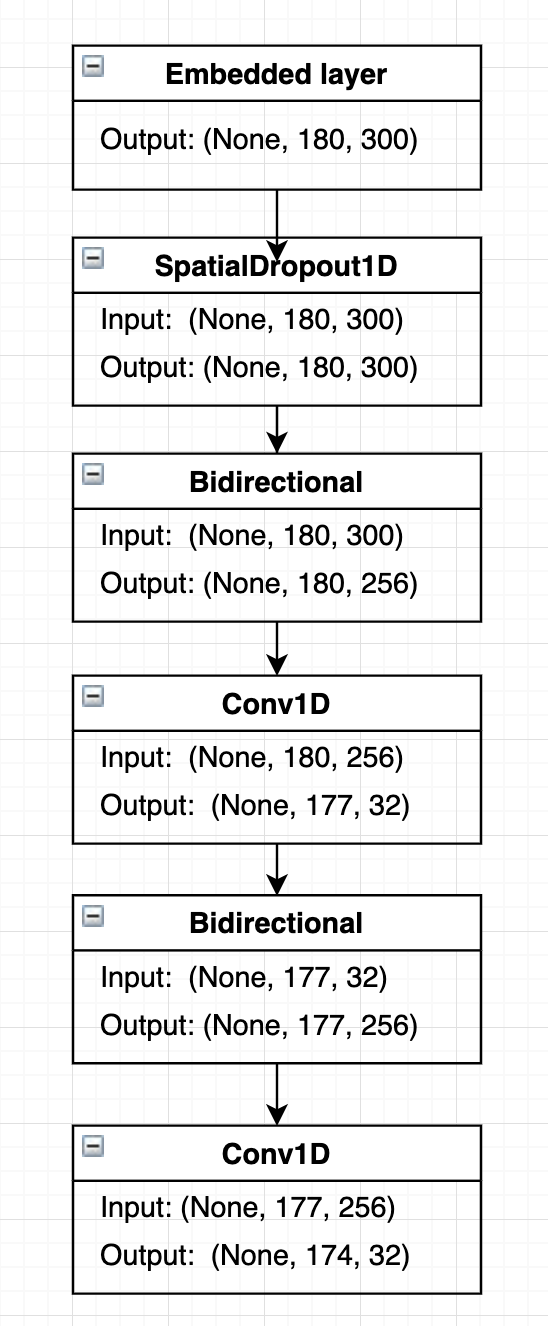 Embedded layer
Output: (None, 180, 300)
SpatialDropout1D
Input:  (None, 180, 300)
Output: (None, 180, 300)
Bidirectional
Input:  (None, 180, 300)
Output: (None, 180, 256)
Conv1D
Input:  (None, 180, 256)
Output:  (None, 177, 32)
Bidirectional
Input:  (None, 177, 32)
Output: (None, 177, 256)
Conv1D
Input: (None, 177, 256)
Output:  (None, 174, 32)